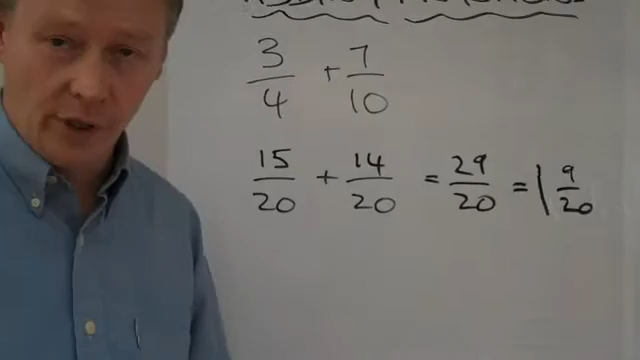 3/4 + 7/10
15/20 + 14/20 = 29/20 = 1 9/20